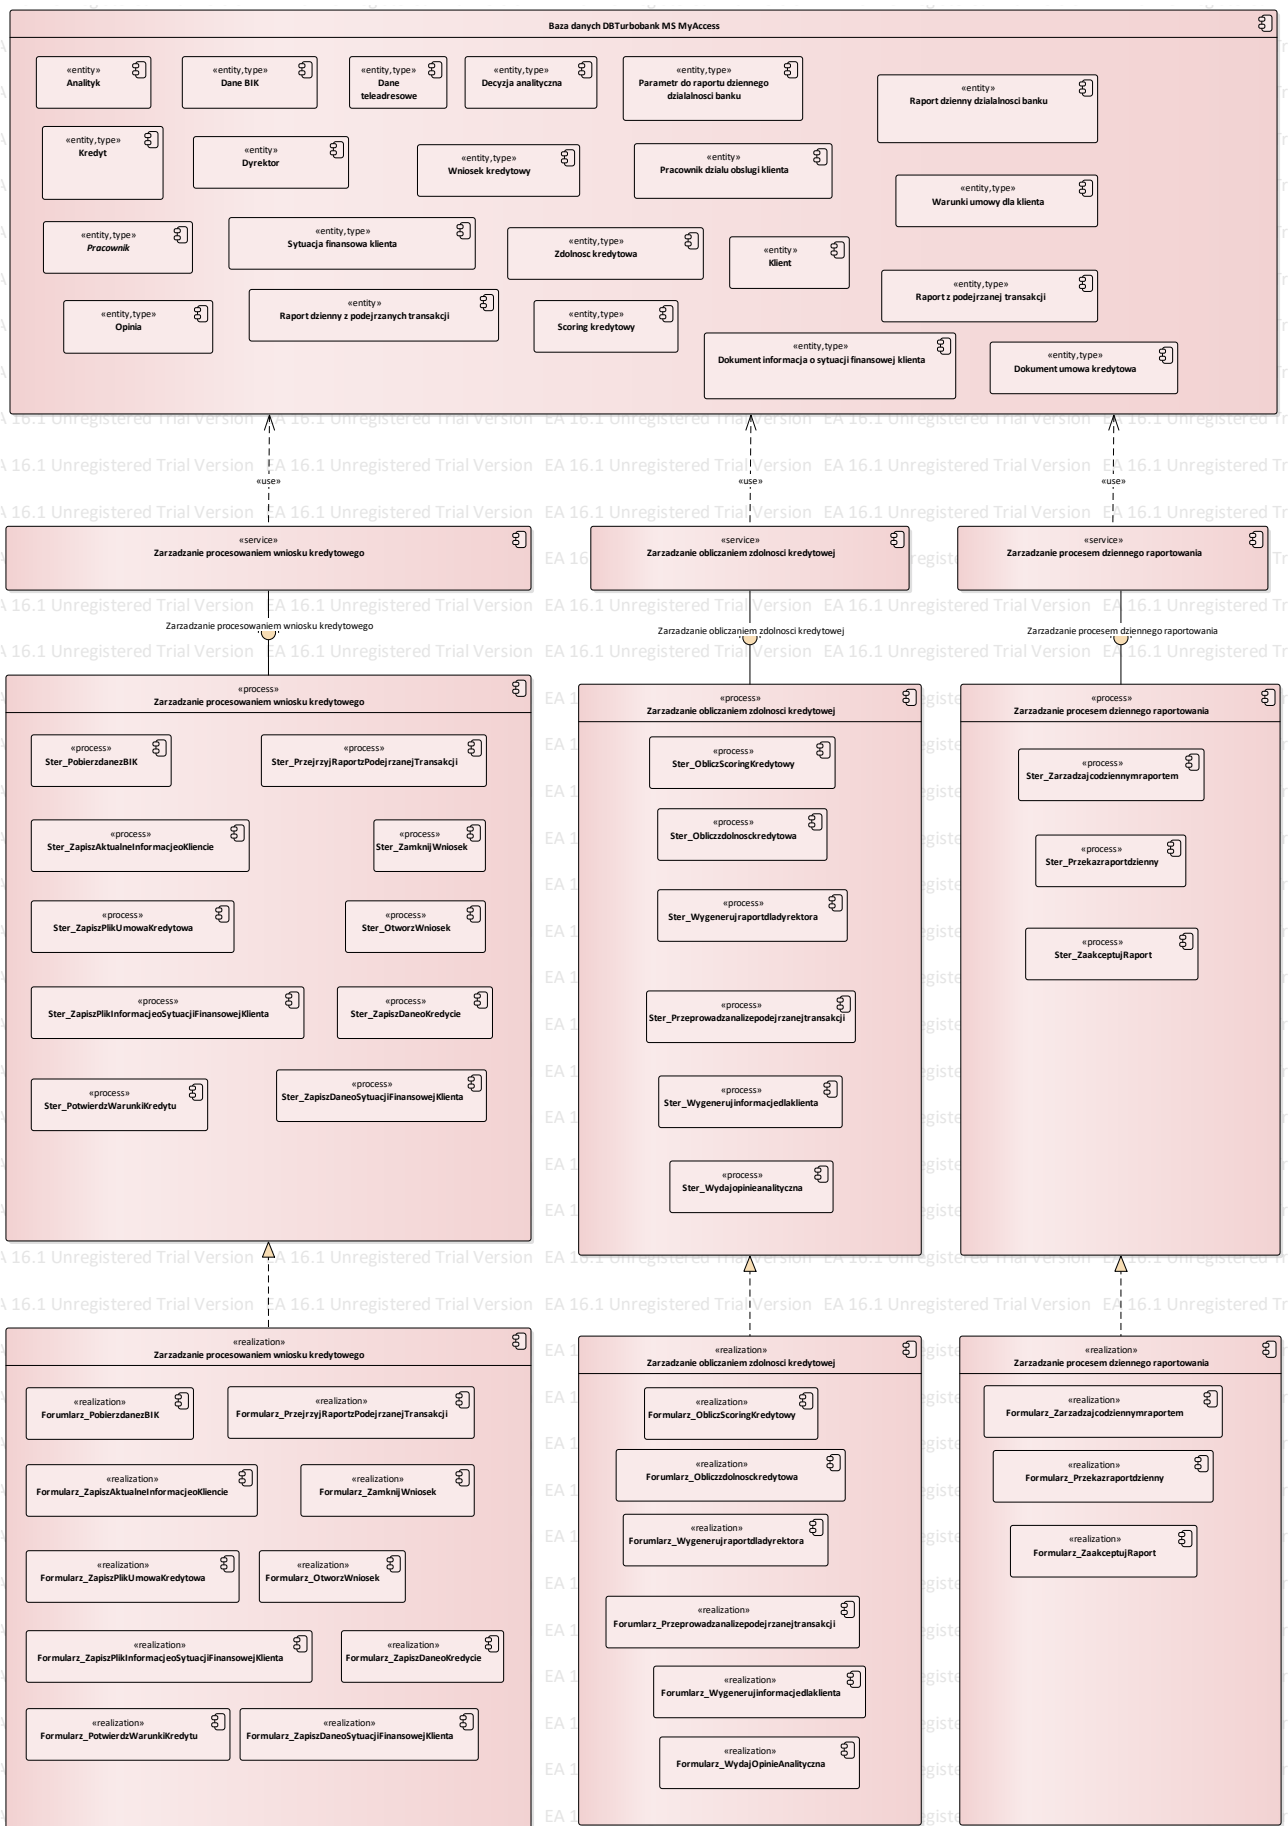 Baza danych DBTurbobank MS MyAccess
«entity»
Analityk
«entity,type»
Dane BIK
«entity,type»
Dane
teleadresowe
«entity,type»
Decyzja analityczna
«entity,type»
Parametr do raportu dziennego
dzialalnosci banku
«entity»
Raport dzienny dzialalnosci banku
«entity,type»
Kredyt
«entity»
Dyrektor
«entity,type»
Wniosek kredytowy
«entity»
Pracownik dzialu obslugi klienta
«entity,type»
Warunki umowy dla klienta
«entity,type»
Pracownik
«entity,type»
Sytuacja finansowa klienta
«entity,type»
Zdolnosc kredytowa
«entity»
Klient
«entity,type»
Raport z podejrzanej transakcji
«entity,type»
Opinia
«entity»
Raport dzienny z podejrzanych transakcji
«entity,type»
Scoring kredytowy
«entity,type»
Dokument informacja o sytuacji finansowej klienta
«entity,type»
Dokument umowa kredytowa
«use»
«use»
«use»
EA 16.1 Unregistered Trial Version
«service»
Zarzadzanie procesowaniem wniosku kredytowego
«service»
Zarzadzanie obliczaniem zdolnosci kredytowej
«service»
Zarzadzanie procesem dziennego raportowania
Zarzadzanie procesowaniem wniosku kredytowego
Zarzadzanie obliczaniem zdolnosci kredytowej
Zarzadzanie procesem dziennego raportowania
«process»
Zarzadzanie procesowaniem wniosku kredytowego
«process»
Ster_PobierzdanezBIK
«process»
Ster_PrzejrzyjRaportzPodejrzanejTransakcji
«process»
Ster_ZapiszAktualneInformacjeoKliencie
«process»
Ster_ZamknijWniosek
«process»
Ster_ZapiszPlikUmowaKredytowa
«process»
Ster_OtworzWniosek
«process»
Ster_ZapiszPlikInformacjeoSytuacjiFinansowejKlienta
«process»
Ster_ZapiszDaneoKredycie
«process»
Ster_PotwierdzWarunkiKredytu
«process»
Ster_ZapiszDaneoSytuacjiFinansowejKlienta
«process»
Zarzadzanie obliczaniem zdolnosci kredytowej
«process»
Ster_ObliczScoringKredytowy
«process»
Ster_Obliczzdolnosckredytowa
«process»
Ster_Wygenerujraportdladyrektora
«process»
Ster_Przeprowadzanalizepodejrzanejtransakcji
«process»
Ster_Wygenerujinformacjedlaklienta
«process»
Ster_Wydajopinieanalityczna
«process»
Zarzadzanie procesem dziennego raportowania
«process»
Ster_Zarzadzajcodziennymraportem
«process»
Ster_Przekazraportdzienny
«process»
Ster_ZaakceptujRaport
«realization»
Zarzadzanie procesowaniem wniosku kredytowego
«realization»
Forumlarz_PobierzdanezBIK
«realization»
Formularz_PrzejrzyjRaportzPodejrzanejTransakcji
«realization»
Formularz_ZapiszAktualneInformacjeoKliencie
«realization»
Formularz_ZamknijWniosek
«realization»
Formularz_ZapiszPlikUmowaKredytowa
«realization»
Formularz_OtworzWniosek
«realization»
Formularz_ZapiszPlikInformacjeoSytuacjiFinansowejKlienta
«realization»
Formularz_ZapiszDaneoKredycie
«realization»
Formularz_PotwierdzWarunkiKredytu
«realization»
Formularz_ZapiszDaneoSytuacjiFinansowejKlienta
«realization»
Zarzadzanie obliczaniem zdolnosci kredytowej
«realization»
Formularz_ObliczScoringKredytowy
«realization»
Forumlarz_Obliczzdolnosckredytowa
«realization»
Forumlarz_Wygenerujraportdladyrektora
«realization»
Forumlarz_Przeprowadzanalizepodejrzanejtransakcji
«realization»
Forumlarz_Wygenerujinformacjedlaklienta
«realization»
Formularz_WydajOpinieAnalityczna
«realization»
Zarzadzanie procesem dziennego raportowania
«realization»
Formularz_Zarzadzajcodziennymraportem
«realization»
Formularz_Przekazraportdzienny
«realization»
Formularz_ZaakceptujRaport